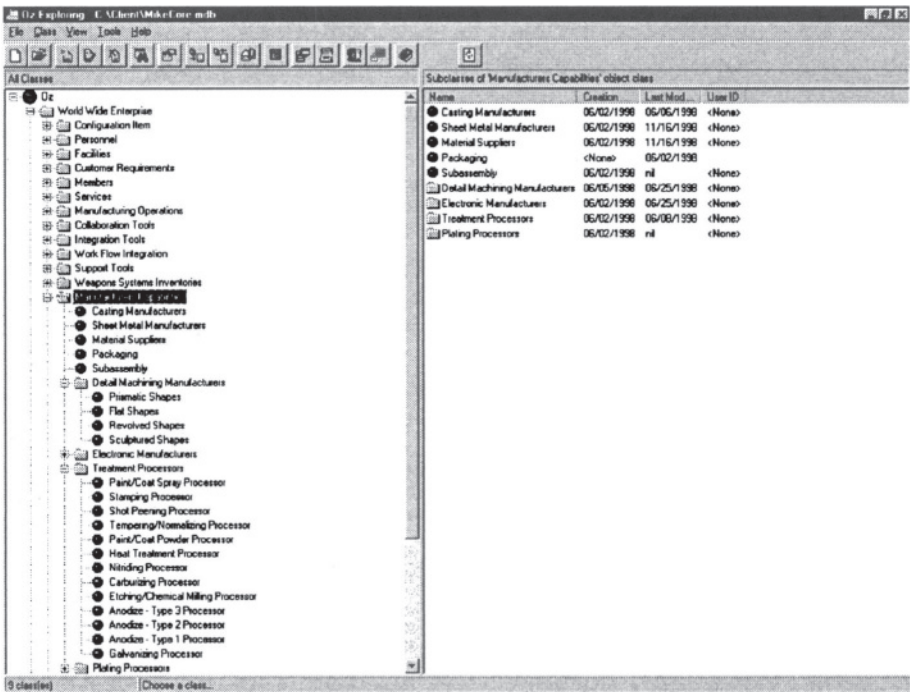 Oz Exploring C:\Client\MikeCore.mdb
File Class View Tools Help
All Classes
Oz
World Wide Enterprise
Configuration Item
Personnel
Facilities
Customer Requirements
Members
Services
Manufacturing Operations
Collaboration Tools
Integration Tools
Work Flow Integration
Support Tools
Weapons Systems Inventories
Casting Manufacturers
Sheet Metal Manufacturers
Material Suppliers
Packaging
Subassembly
Detail Machining Manufacturers
Prismatic Shapes
Flat Shapes
Revolved Shapes
Sculptured Shapes
Electronic Manufacturers
Treatment Processors
Paint/Coat Spray Processor
Stamping Processor
Shot Peening Processor
Tempering/Normalizing Processor
Paint/Coat Powder Processor
Heat Treatment Processor
Nitriding Processor
Carburizing Processor
Etching/Chemical Milling Processor
Anodize - Type 3 Processor
Anodize - Type 2 Processor
Anodize - Type 1 Processor
Galvanizing Processor
Plating Processors
Subclasses of 'Manufacturers Capabilities' object class
Name Creation Last Mod... User ID
Casting Manufacturers 06/02/1998 06/06/1998 <None>
Sheet Metal Manufacturers 06/02/1998 11/16/1998 <None>
Material Suppliers 06/02/1998 11/16/1998 <None>
Packaging <None> 06/02/1998
Subassembly 06/02/1998 nil <None>
Detail Machining Manufacturers 06/05/1998 06/25/1998 <None>
Electronic Manufacturers 06/02/1998 06/25/1998 <None>
Treatment Processors 06/02/1998 06/08/1998 <None>
Plating Processors 06/02/1998 nil <None>
9 class(es) Choose a class...